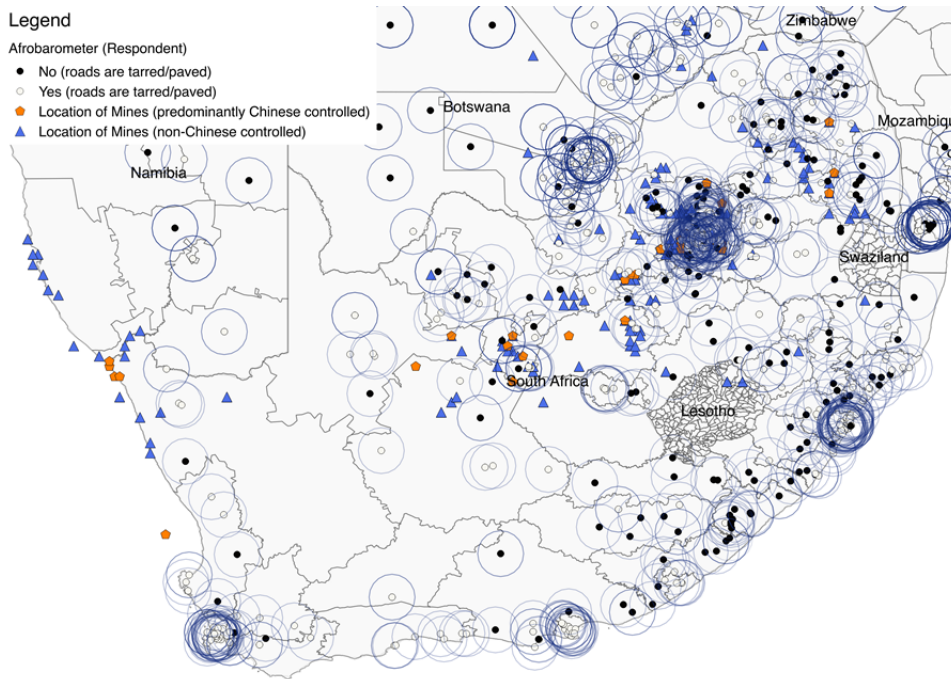 Legend
Afrobarometer (Respondent)
No (roads are tarred/paved)
Yes (roads are tarred/paved)
Location of Mines (predominantly Chinese controlled)
Location of Mines (non-Chinese controlled)
Zimbabwe
Botswana
Mozambiqu
Namibia
Swaziland
South Africa
Lesotho